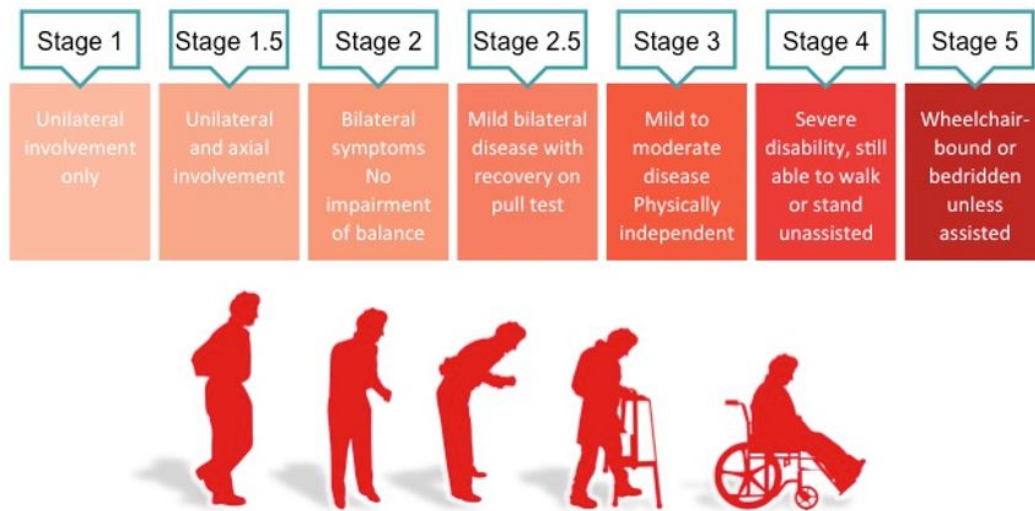 Stage 1
Unilateral
involvement
only
Stage 1.5
Unilateral
and axial
involvement
Stage 2
Bilateral
symptoms
No
impairment
of balance
Stage 2.5
Mild bilateral
disease with
recovery on
pull test
Stage 3
Mild to
moderate
disease
Physically
independent
Stage 4
Severe
disability, still
able to walk
or stand
unassisted
Stage 5
Wheelchair-
bound or
bedridden
unless
assisted